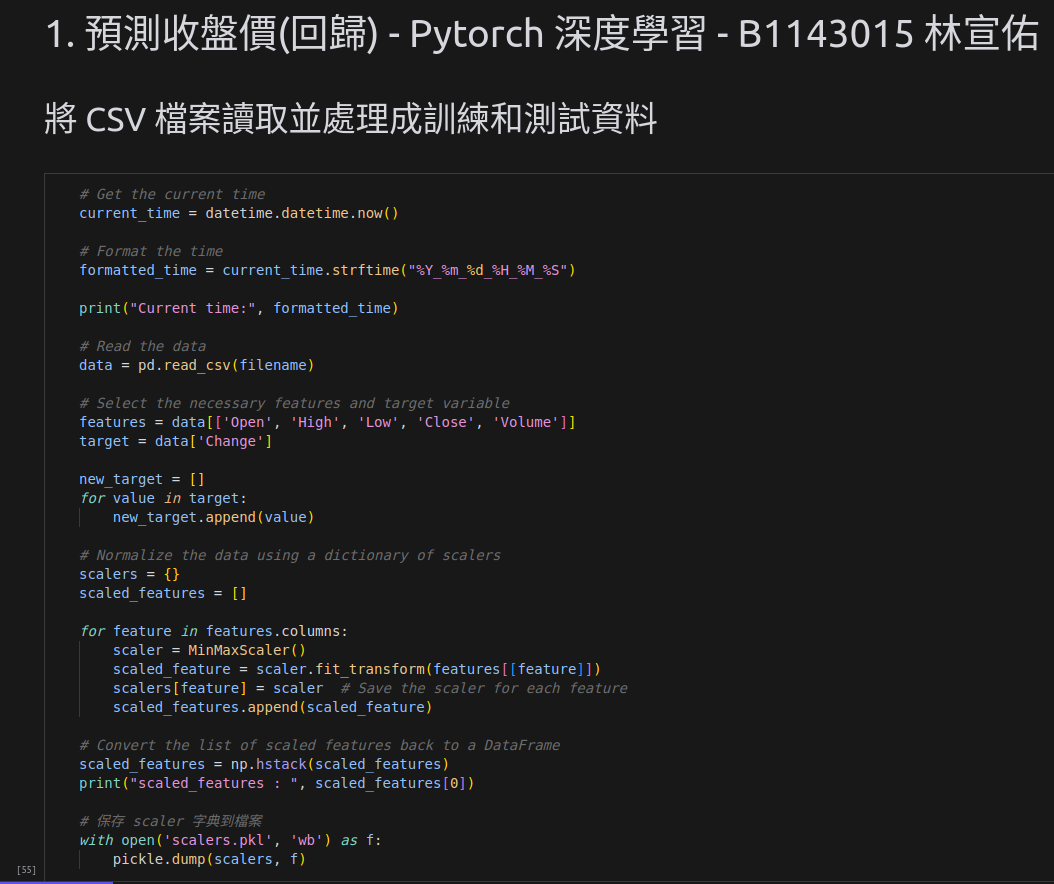 1. 預測收盤價(回歸) - Pytorch 深度學習 - B1143015 林宣佑
將 CSV 檔案讀取並處理成訓練和測試資料
# Get the current time
current_time = datetime.datetime.now()
# Format the time
formatted_time = current_time.strftime("%Y_%m_%d_%H_%M_%S")
print("Current time:", formatted_time)
# Read the data
data = pd.read_csv(filename)
# Select the necessary features and target variable
features = data[['Open', 'High', 'Low', 'Close', 'Volume']]
target = data['Change']
new_target = []
for value in target:
    new_target.append(value)
# Normalize the data using a dictionary of scalers
scalers = {}
scaled_features = []
for feature in features.columns:
    scaler = MinMaxScaler()
    scaled_feature = scaler.fit_transform(features[[feature]])
    scalers[feature] = scaler  # Save the scaler for each feature
    scaled_features.append(scaled_feature)
# Convert the list of scaled features back to a DataFrame
scaled_features = np.hstack(scaled_features)
print("scaled_features : ", scaled_features[0])
# 保存 scaler 字典到檔案
with open('scalers.pkl', 'wb') as f:
    pickle.dump(scalers, f)
[55]